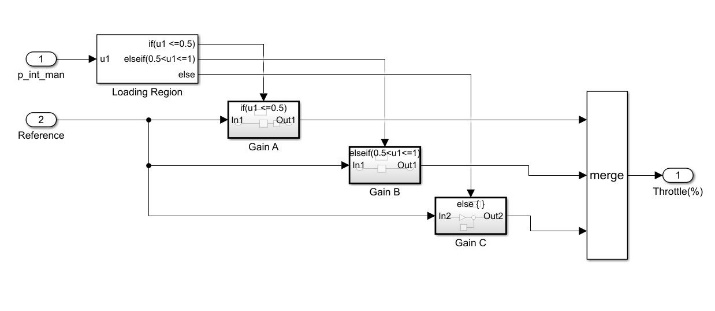 1
p_int_man
u1
if(u1 <=0.5)
elseif(0.5<u1<=1)
else
Loading Region
2
Reference
if(u1 <=0.5)
In1
Out1
Gain A
elseif(0.5<u1<=1)
In1
Out1
Gain B
else { }
In2
Out2
Gain C
merge
1
Throttle(%)